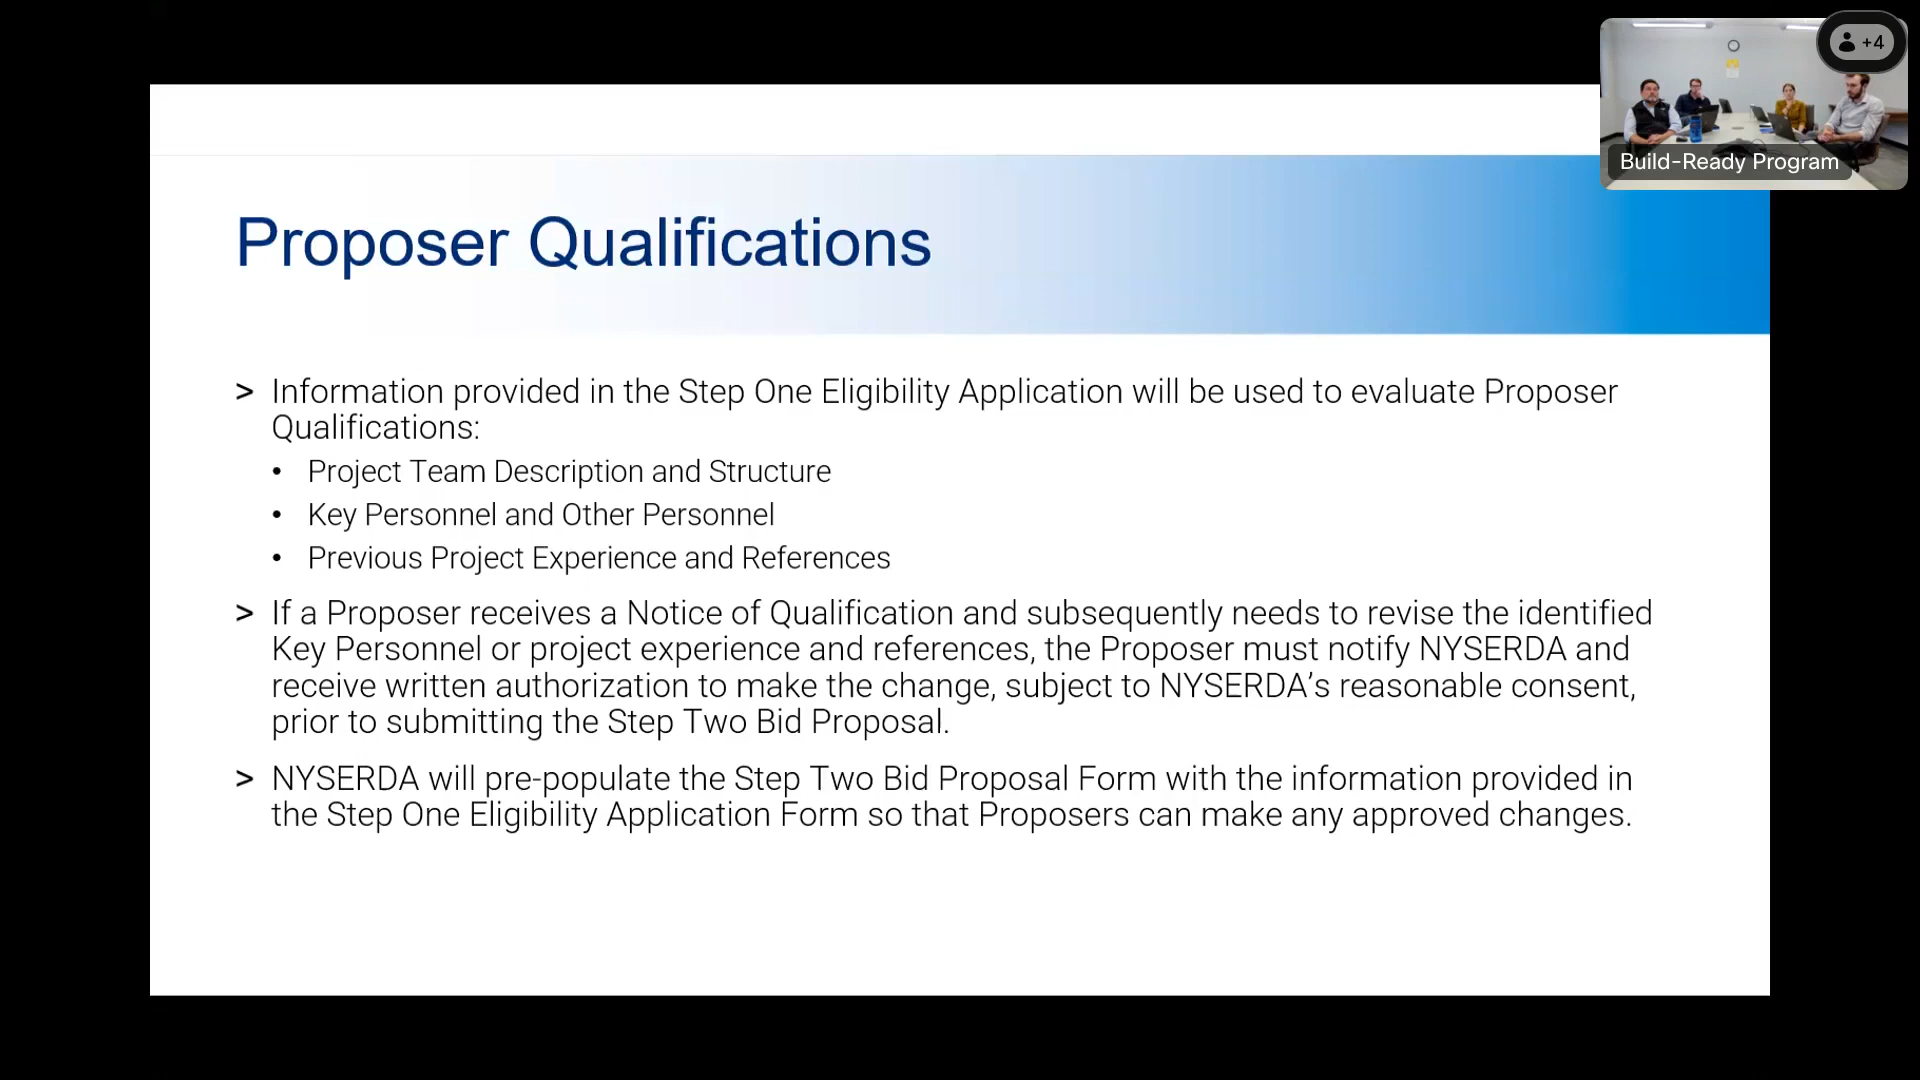 +4
Build-Ready Program
Proposer Qualifications
> Information provided in the Step One Eligibility Application will be used to evaluate Proposer
Qualifications:
• Project Team Description and Structure
• Key Personnel and Other Personnel
• Previous Project Experience and References
> If a Proposer receives a Notice of Qualification and subsequently needs to revise the identified
Key Personnel or project experience and references, the Proposer must notify NYSERDA and
receive written authorization to make the change, subject to NYSERDA’s reasonable consent,
prior to submitting the Step Two Bid Proposal.
> NYSERDA will pre-populate the Step Two Bid Proposal Form with the information provided in
the Step One Eligibility Application Form so that Proposers can make any approved changes.